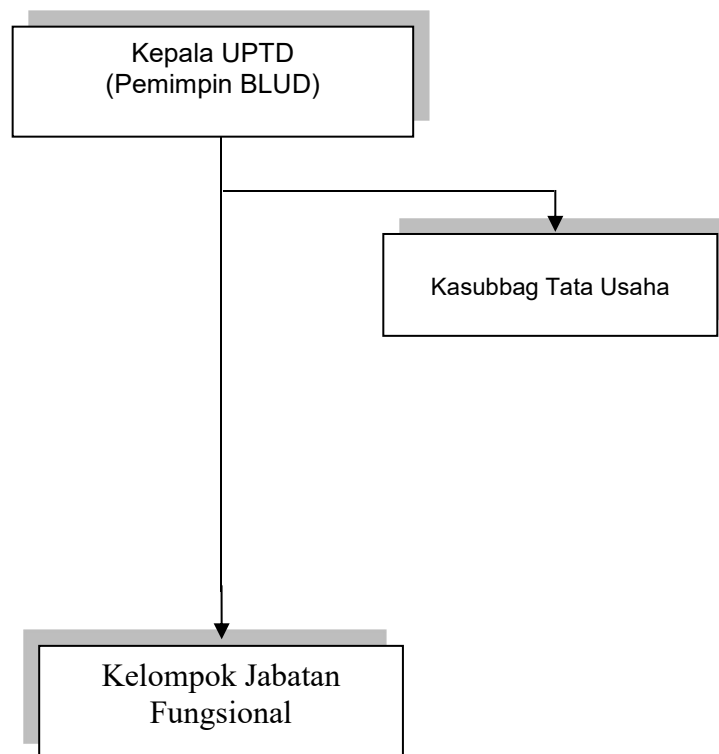 Kepala UPTD
(Pemimpin BLUD)
Kasubbag Tata Usaha
Kelompok Jabatan
Fungsional